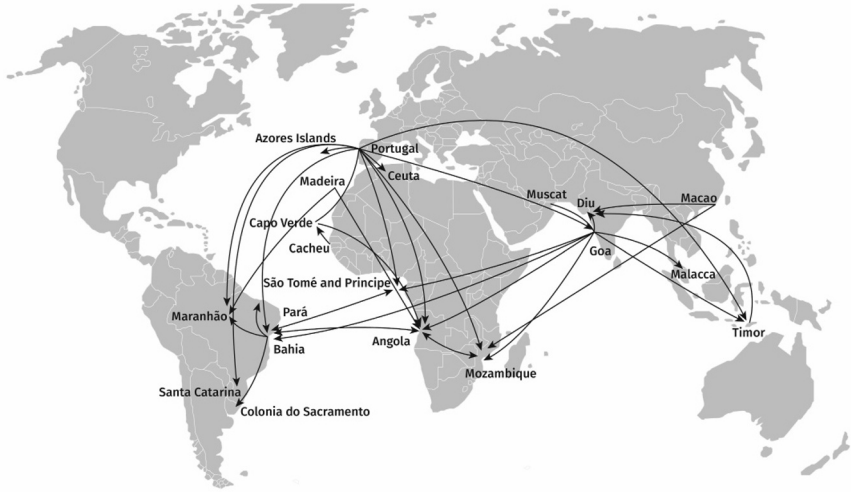 Azores Islands
Portugal
Ceuta
Madeira
Muscat
Diu
Macao
Capo Verde
Cacheu
Goa
Malacca
São Tomé and Principe
Maranhão
Pará
Timor
Angola
Bahia
Mozambique
Santa Catarina
Colonia do Sacramento